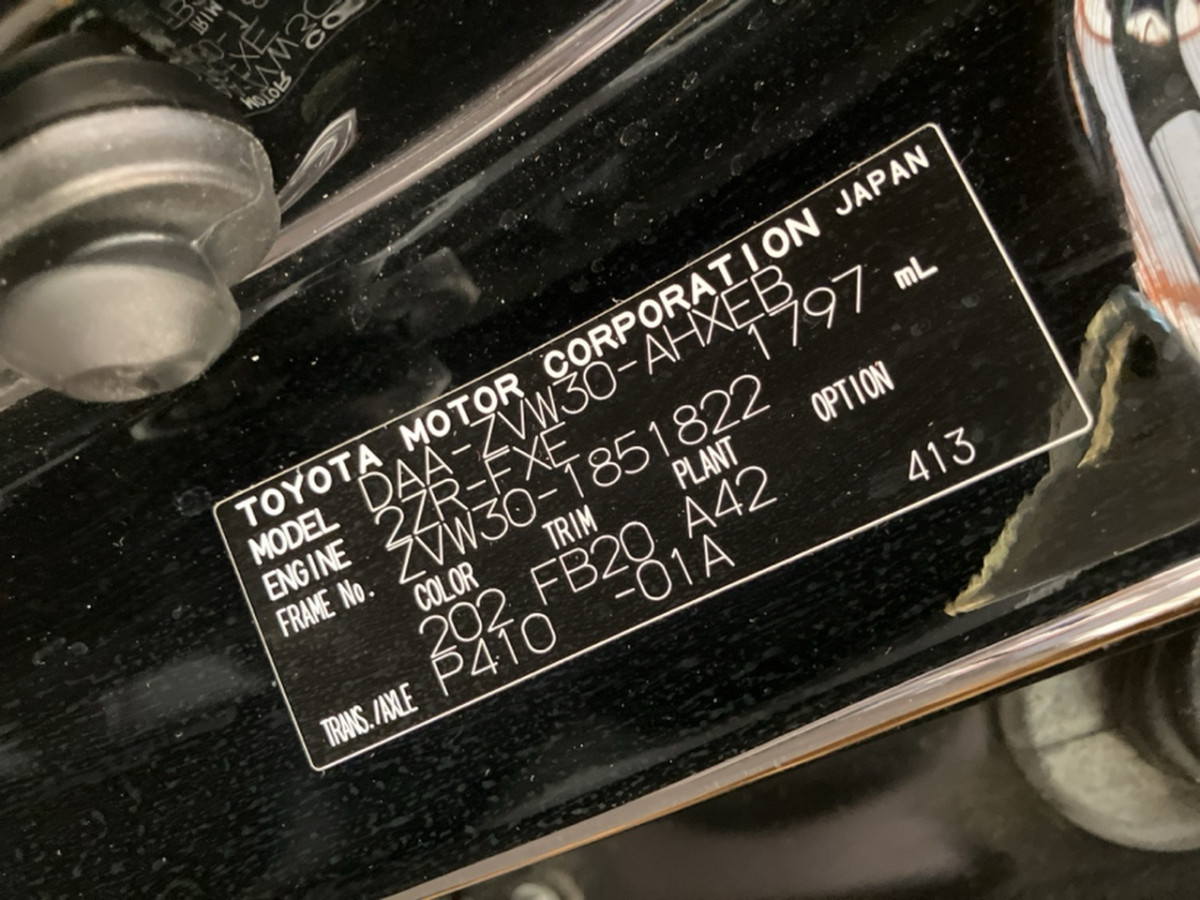 TOYOTA MOTOR CORPORATION JAPAN
MODEL DAA-ZVW30-AHXEB
ENGINE 2ZR-FXE 1797 mL
FRAME No. ZVW30-1851822
COLOR TRIM PLANT OPTION
202 FB20 A42 413
TRANS./AXLE P410 -01A